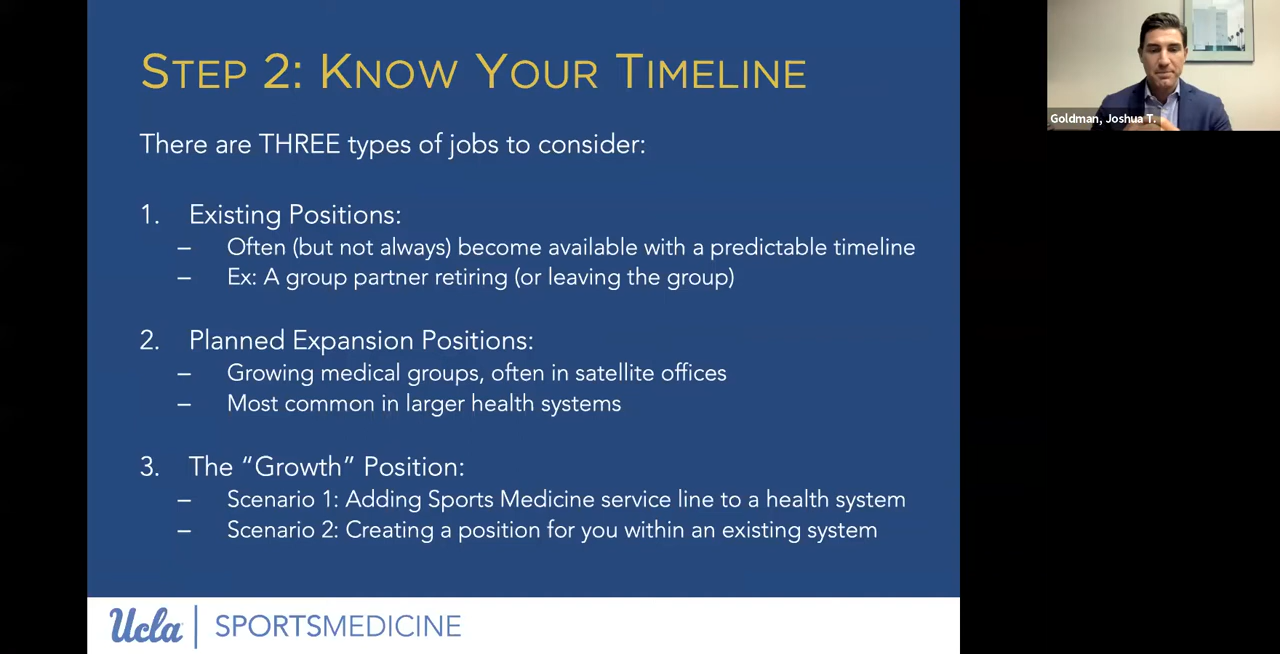 STEP 2: KNOW YOUR TIMELINE
There are THREE types of jobs to consider:
1. Existing Positions:
– Often (but not always) become available with a predictable timeline
– Ex: A group partner retiring (or leaving the group)
2. Planned Expansion Positions:
– Growing medical groups, often in satellite offices
– Most common in larger health systems
3. The “Growth” Position:
– Scenario 1: Adding Sports Medicine service line to a health system
– Scenario 2: Creating a position for you within an existing system
Ucla | SPORTSMEDICINE
Goldman, Joshua T.